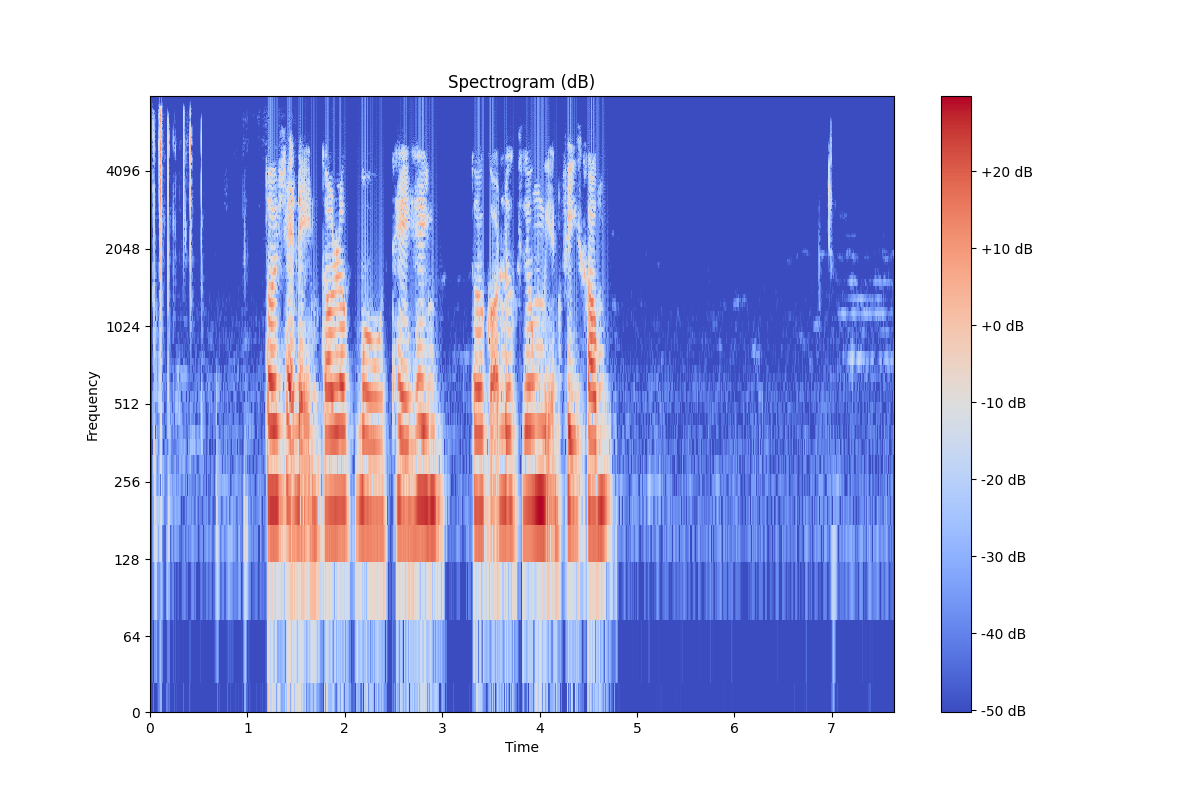 Spectrogram (dB)
Frequency
4096
2048
1024
512
256
128
64
0
0 1 2 3 4 5 6 7
Time
+20 dB
+10 dB
+0 dB
-10 dB
-20 dB
-30 dB
-40 dB
-50 dB